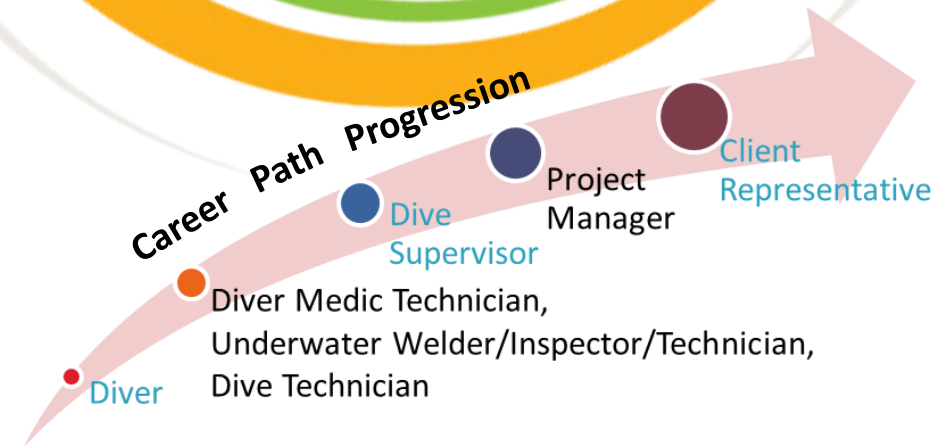 Career Path Progression
Client
Representative
Project
Manager
Dive
Supervisor
Diver Medic Technician,
Underwater Welder/Inspector/Technician,
Dive Technician
Diver